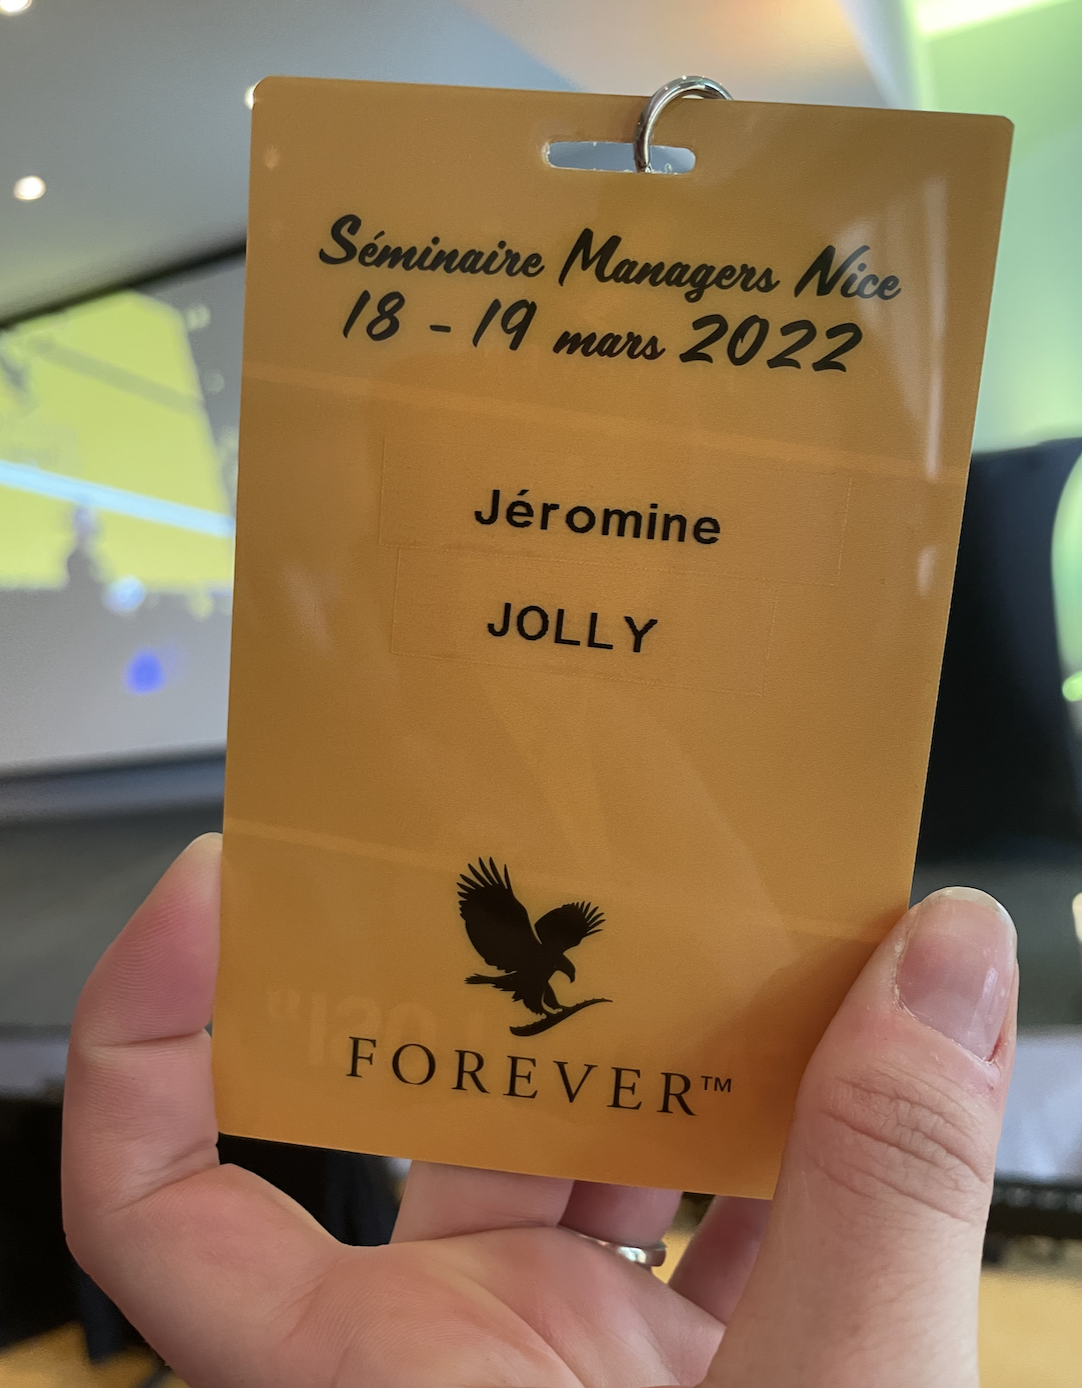 Séminaire Managers Nice
18 - 19 mars 2022
Jéromine
JOLLY
FOREVER™